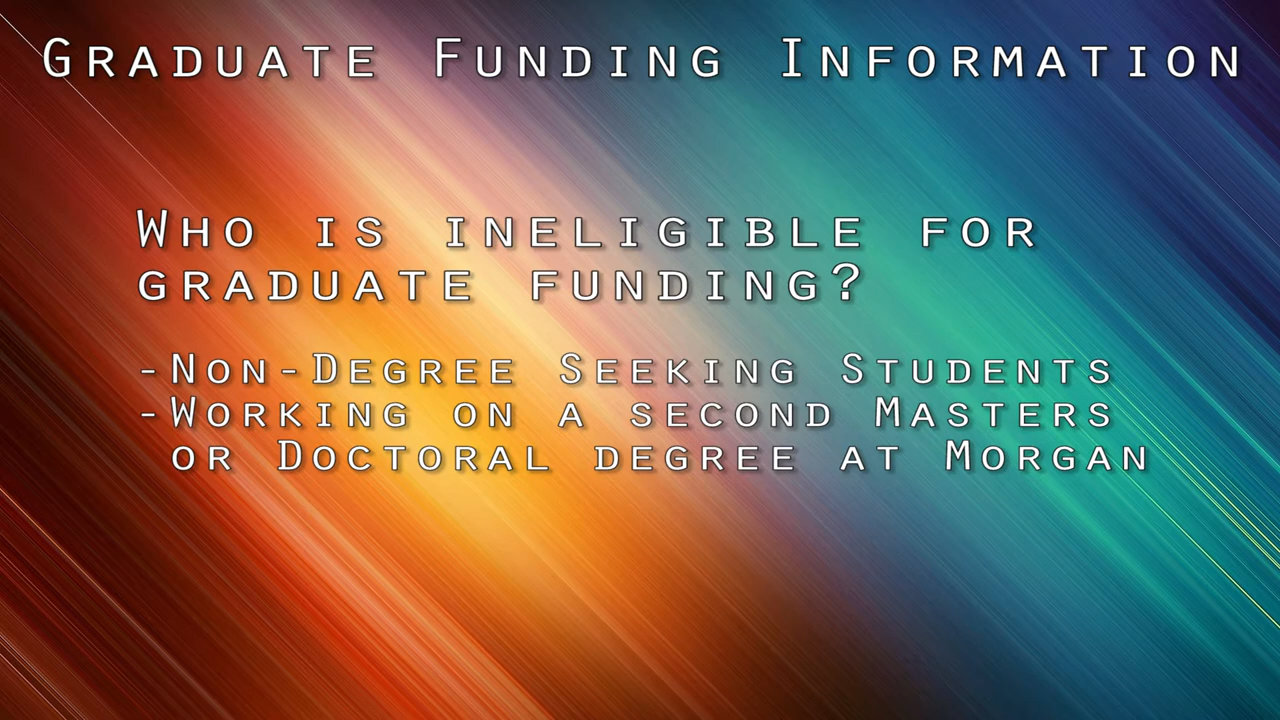 Graduate Funding Information
Who is ineligible for
graduate funding?
-Non-Degree Seeking Students
-Working on a second Masters
or Doctoral degree at Morgan